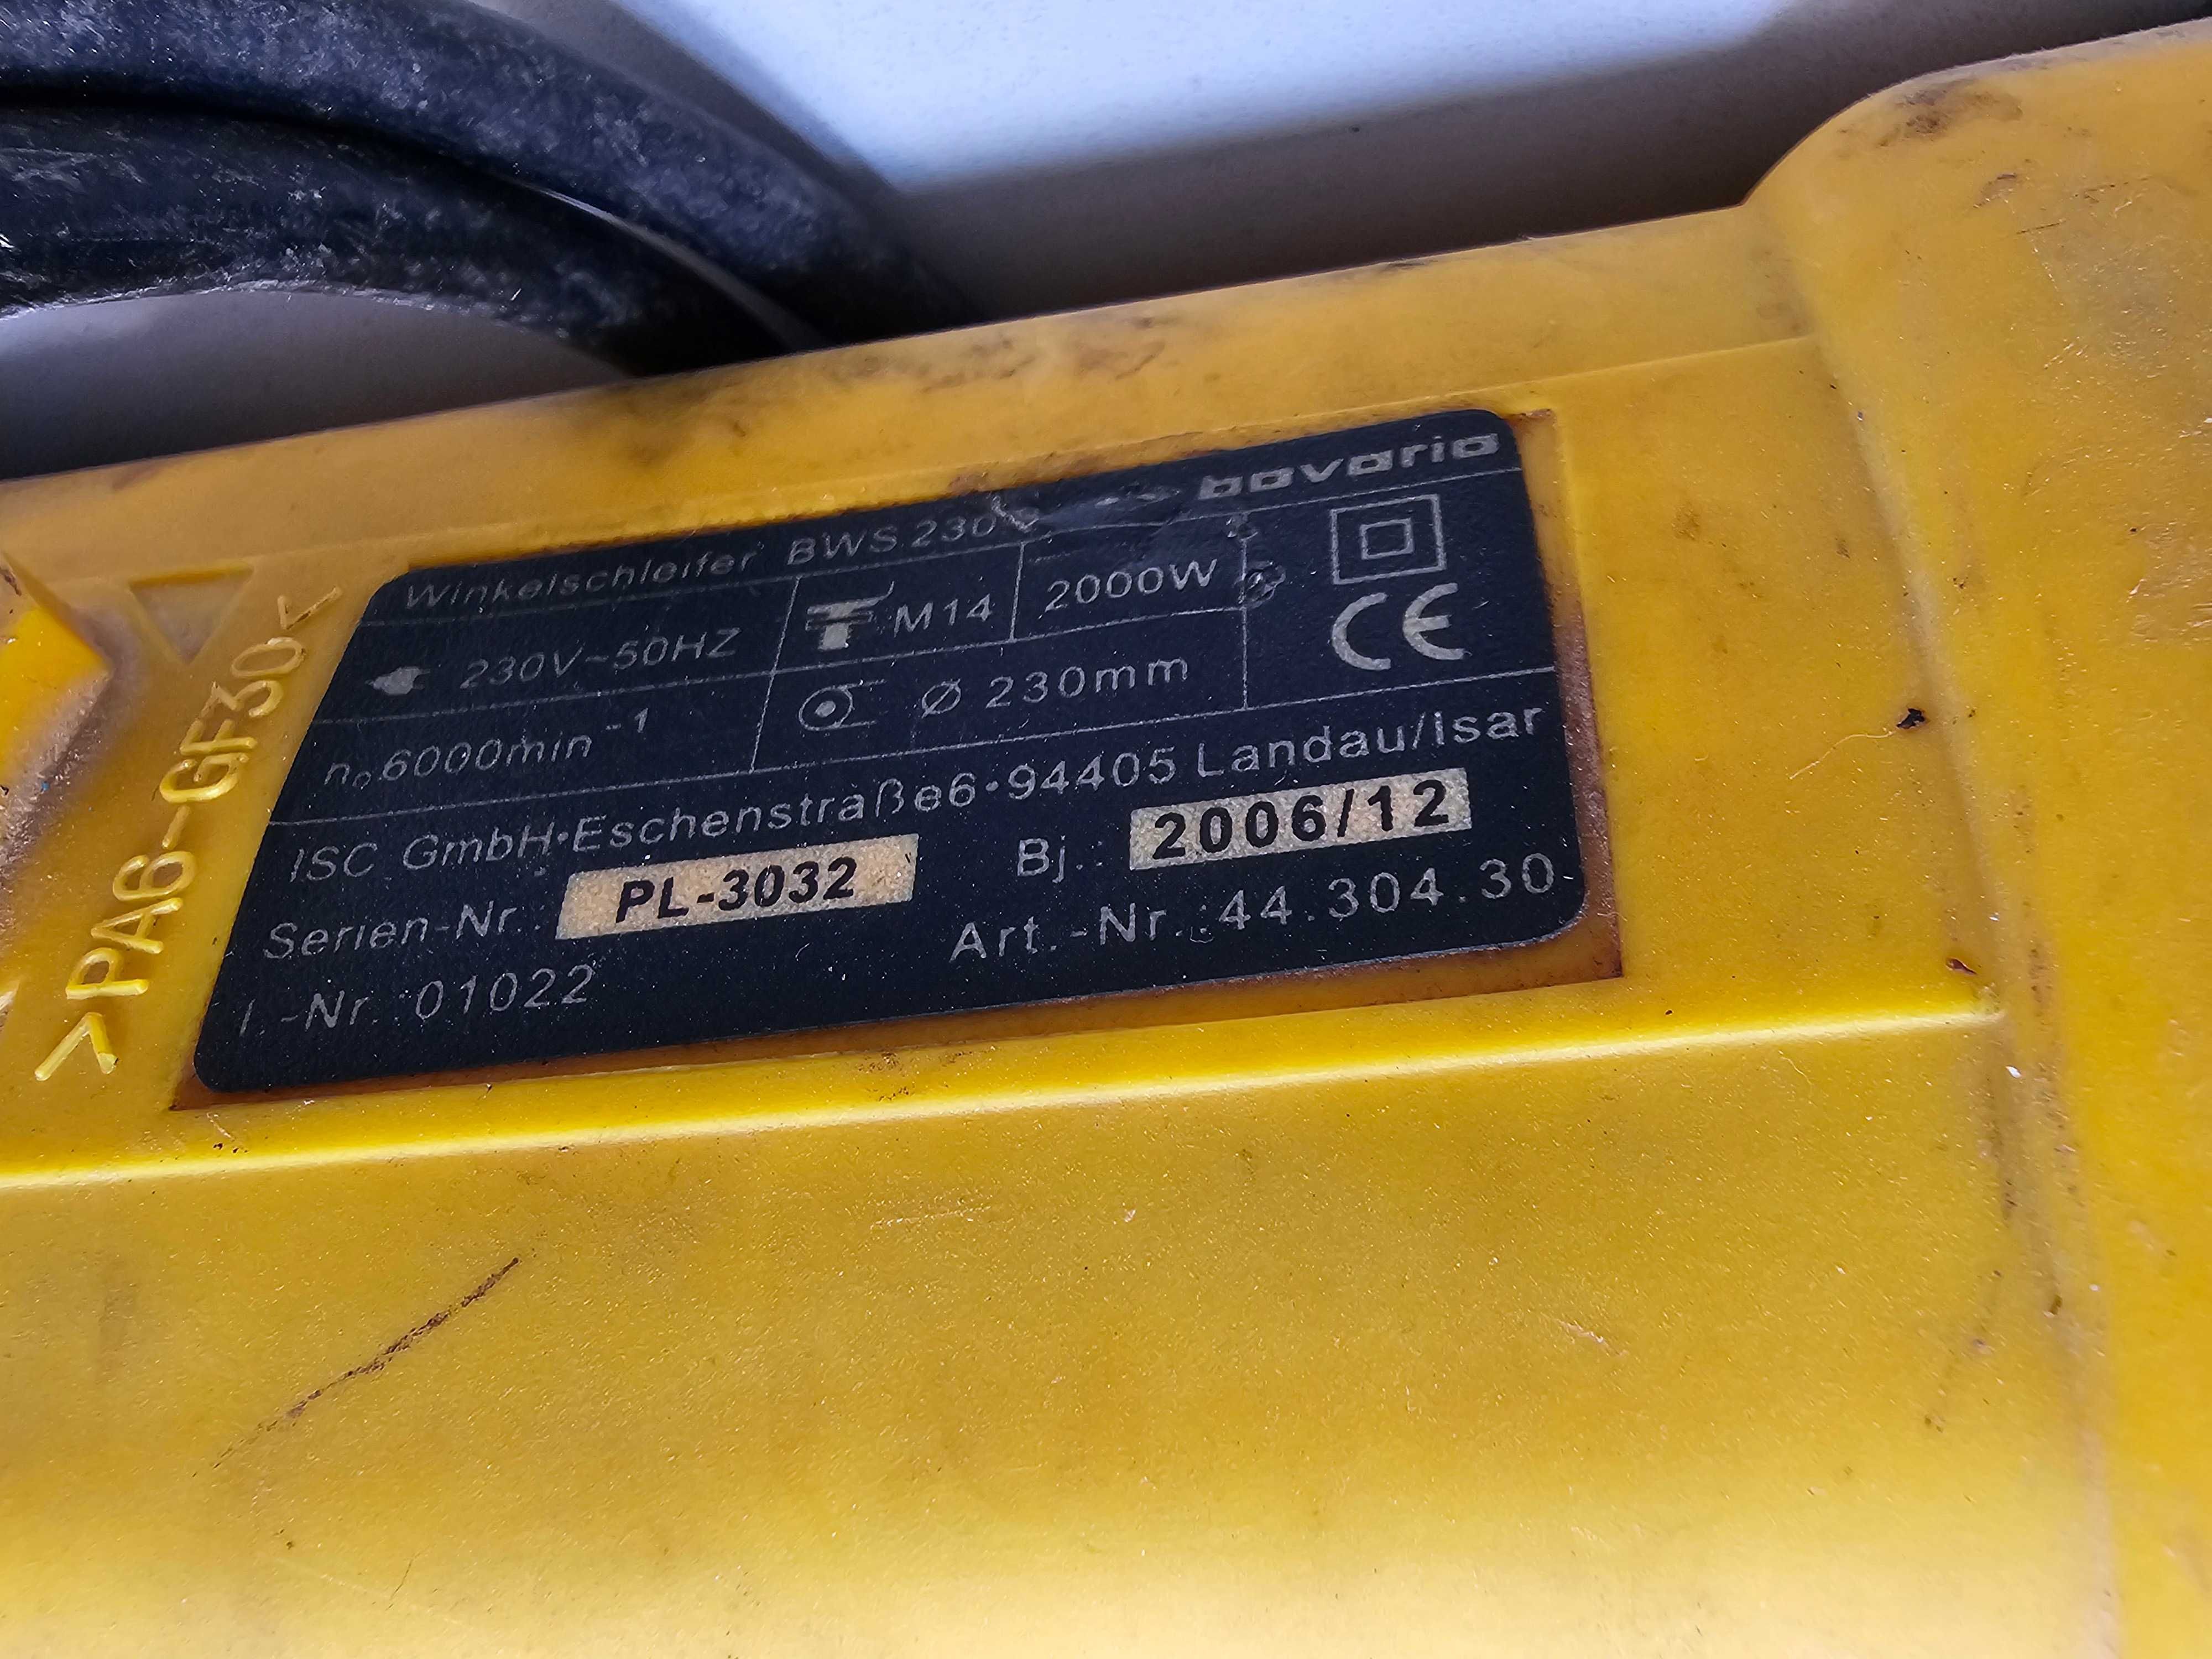 bavaria
Winkelschleifer BWS 230
230V~50HZ
M14
2000W
n₀ 6000min⁻¹
Ø 230mm
CE
ISC GmbH·Eschenstraße6·94405 Landau/Isar
Serien-Nr.: PL-3032 Bj.: 2006/12
I.-Nr.:01022 Art.-Nr.:44.304.30
>PA6-GF30<